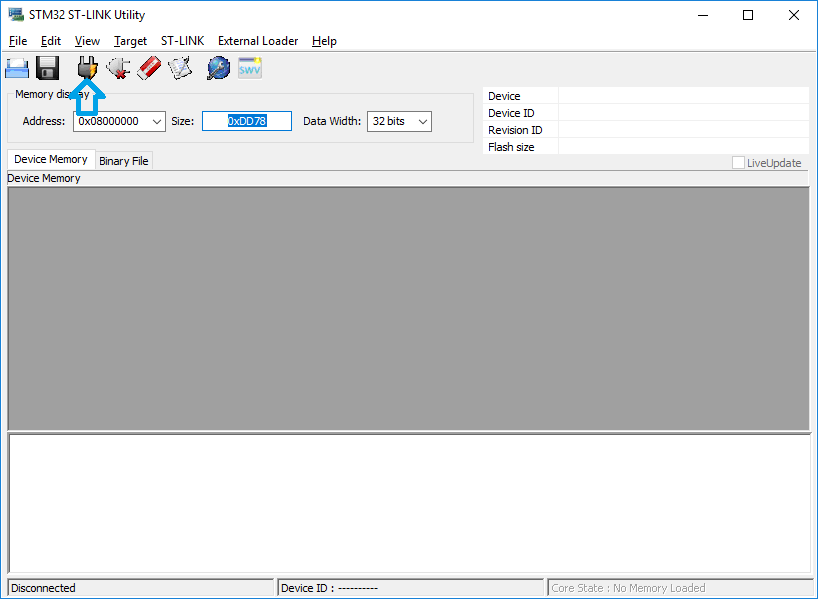 STM32 ST-LINK Utility
File Edit View Target ST-LINK External Loader Help
SWV
Memory display
Address: 0x08000000 Size: 0xDD78 Data Width: 32 bits
Device
Device ID
Revision ID
Flash size
LiveUpdate
Device Memory Binary File
Device Memory
Disconnected Device ID : ---------- Core State : No Memory Loaded